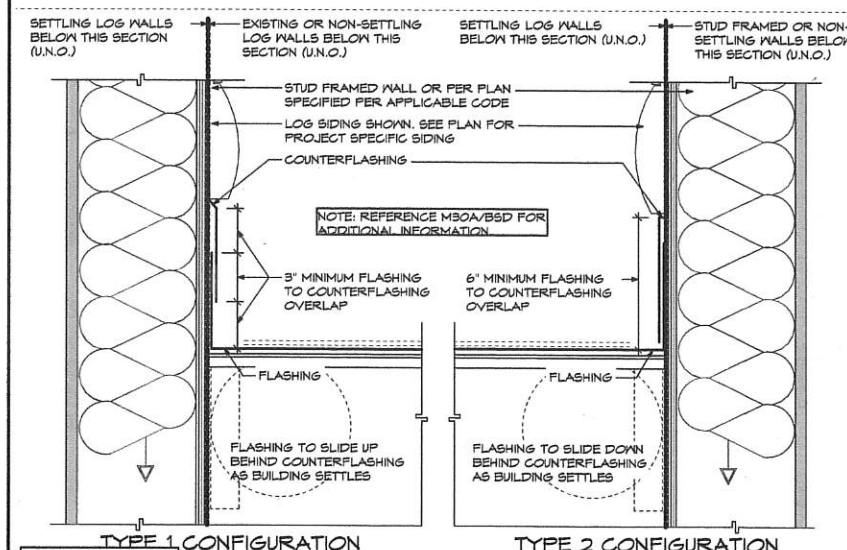 SETTLING LOG WALLS
BELOW THIS SECTION
(U.N.O.)
EXISTING OR NON-SETTLING
LOG WALLS BELOW THIS
SECTION (U.N.O.)
SETTLING LOG WALLS
BELOW THIS SECTION (U.N.O.)
STUD FRAMED OR NON-
SETTLING WALLS BELOW
THIS SECTION (U.N.O.)
STUD FRAMED WALL OR PER PLAN
SPECIFIED PER APPLICABLE CODE
LOG SIDING SHOWN. SEE PLAN FOR
PROJECT SPECIFIC SIDING
COUNTERFLASHING
NOTE: REFERENCE M30A/BSD FOR
ADDITIONAL INFORMATION
3" MINIMUM FLASHING
TO COUNTERFLASHING
OVERLAP
6" MINIMUM FLASHING
TO COUNTERFLASHING
OVERLAP
FLASHING
FLASHING
FLASHING TO SLIDE UP
BEHIND COUNTERFLASHING
AS BUILDING SETTLES
FLASHING TO SLIDE DOWN
BEHIND COUNTERFLASHING
AS BUILDING SETTLES
TYPE 1 CONFIGURATION
TYPE 2 CONFIGURATION